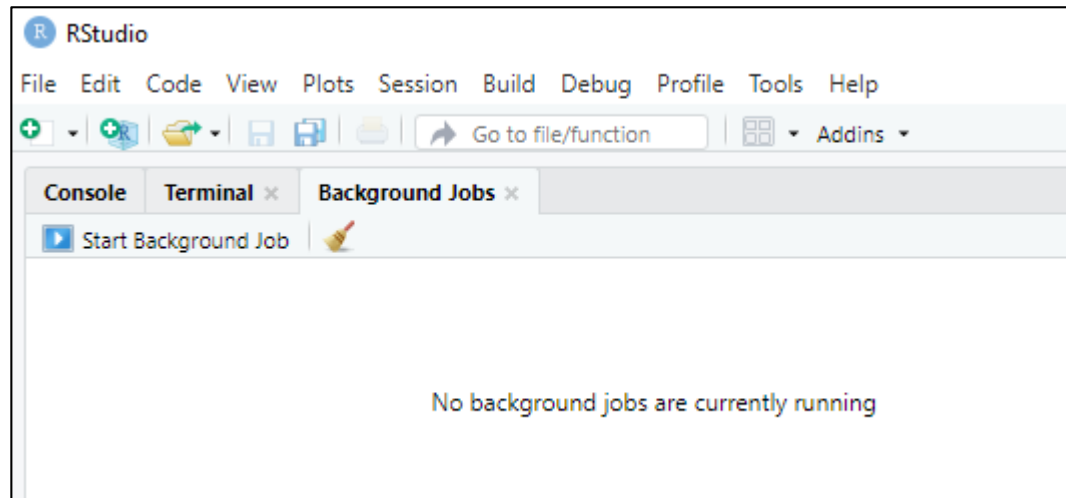 R RStudio
File Edit Code View Plots Session Build Debug Profile Tools Help
R Go to file/function Addins
Console Terminal Background Jobs
Start Background Job
No background jobs are currently running